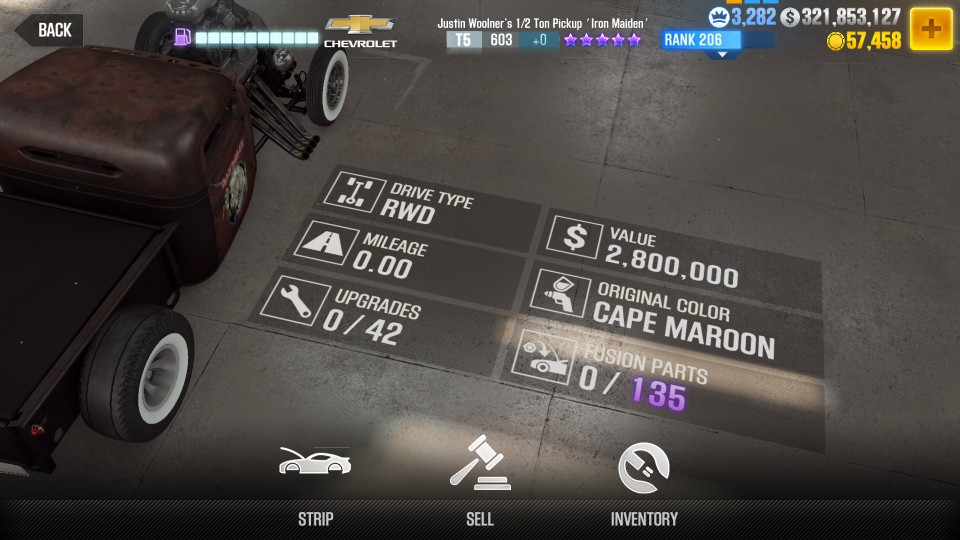 BACK
CHEVROLET
Justin Woolner's 1/2 Ton Pickup 'Iron Maiden'
T5 603 +0
RANK 206
3,282
$ 321,853,127
57,458
+
DRIVE TYPE
RWD
MILEAGE
0.00
UPGRADES
0 / 42
$ VALUE
2,800,000
ORIGINAL COLOR
CAPE MAROON
FUSION PARTS
0 / 135
STRIP
SELL
INVENTORY